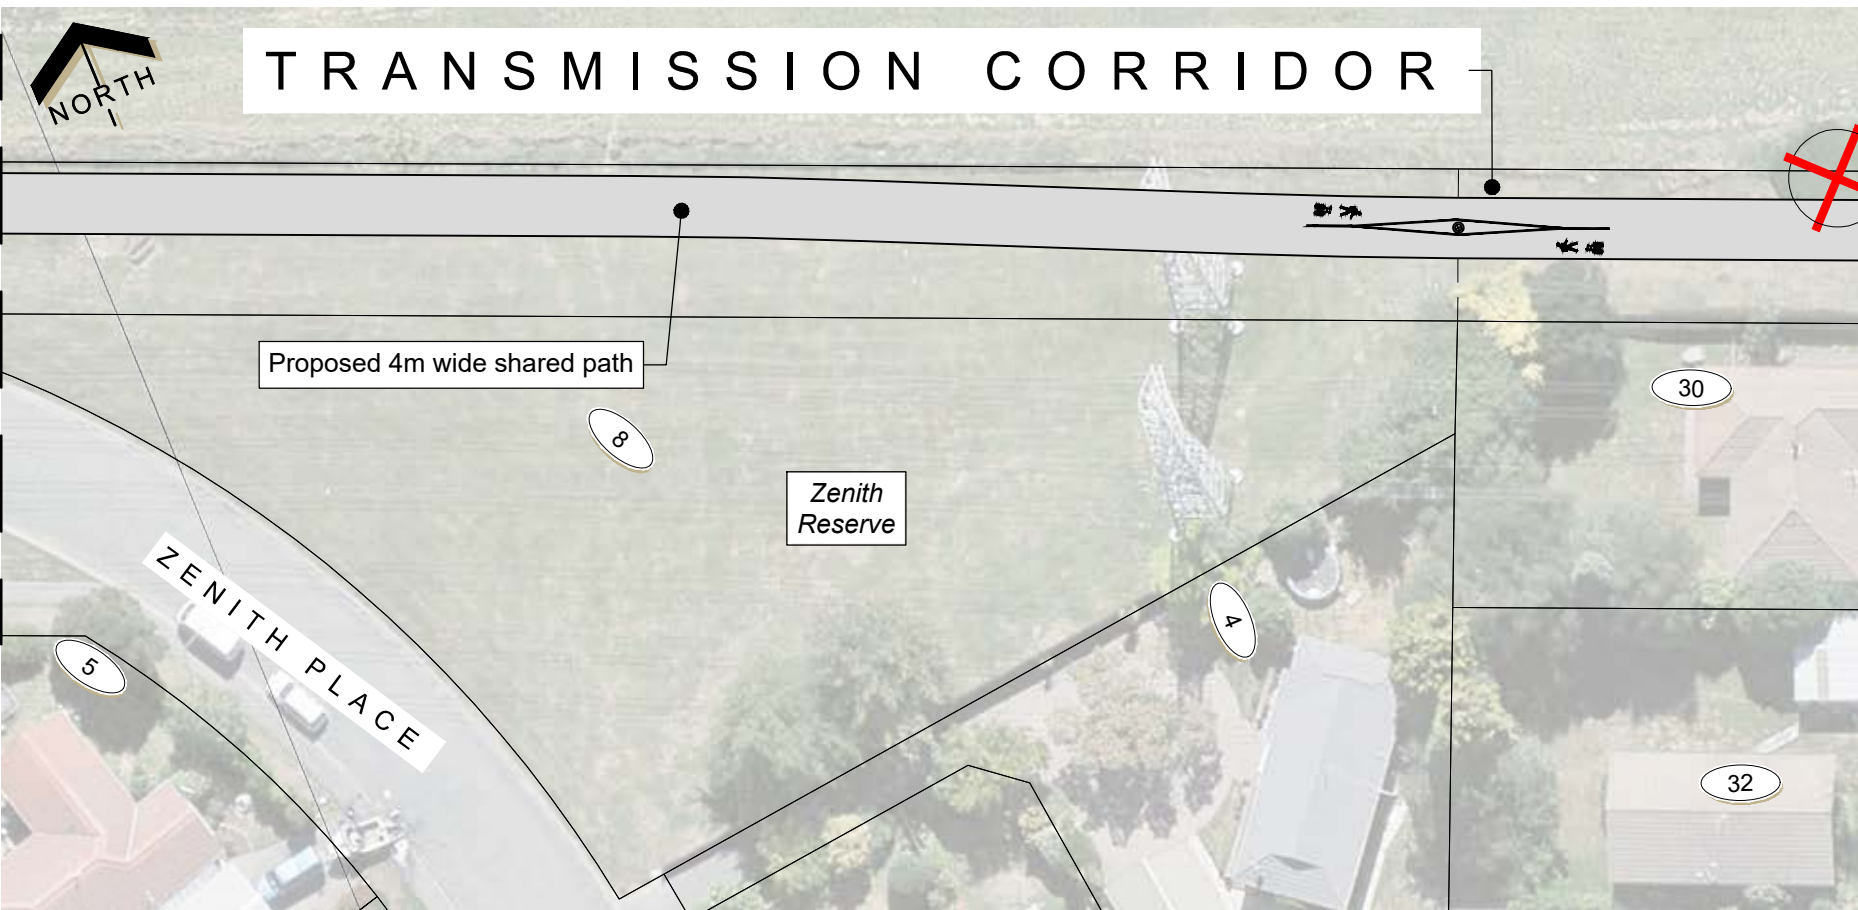 NORTH
TRANSMISSION CORRIDOR
Proposed 4m wide shared path
30
8
Zenith
Reserve
ZENITH PLACE
4
5
32